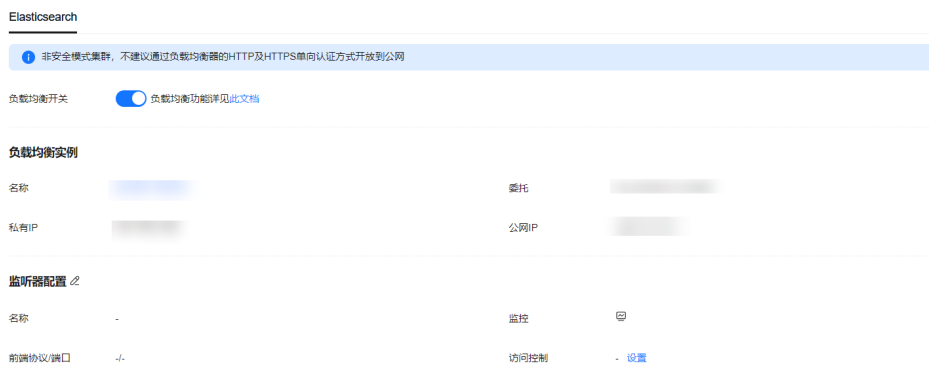 Elasticsearch
非安全模式集群，不建议通过负载均衡器的HTTP及HTTPS单向认证方式开放到公网
负载均衡开关 负载均衡功能详见此文档
负载均衡实例
名称 委托
私有IP 公网IP
监听器配置
名称 - 监控
前端协议/端口 -/- 访问控制 - 设置